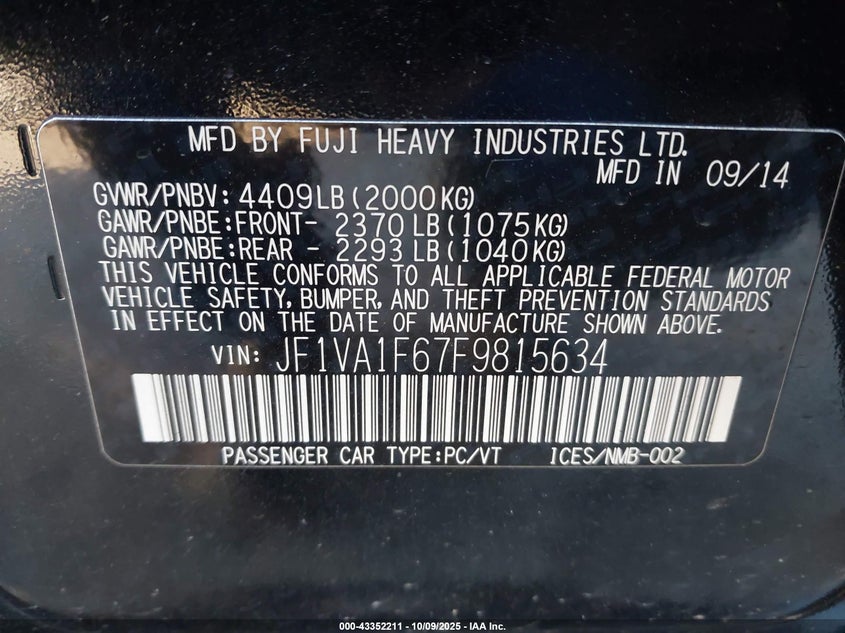 MFD BY FUJI HEAVY INDUSTRIES LTD.
MFD IN 09/14
GVWR/PNBV: 4409LB (2000KG)
GAWR/PNBE:FRONT- 2370 LB (1075KG)
GAWR/PNBE:REAR - 2293 LB (1040KG)
THIS VEHICLE CONFORMS TO ALL APPLICABLE FEDERAL MOTOR
VEHICLE SAFETY, BUMPER, AND THEFT PREVENTION STANDARDS
IN EFFECT ON THE DATE OF MANUFACTURE SHOWN ABOVE.
VIN: JF1VA1F67F9815634
PASSENGER CAR TYPE:PC/VT ICES/NMB-002
000-43352211 - 10/09/2025 - IAA Inc.